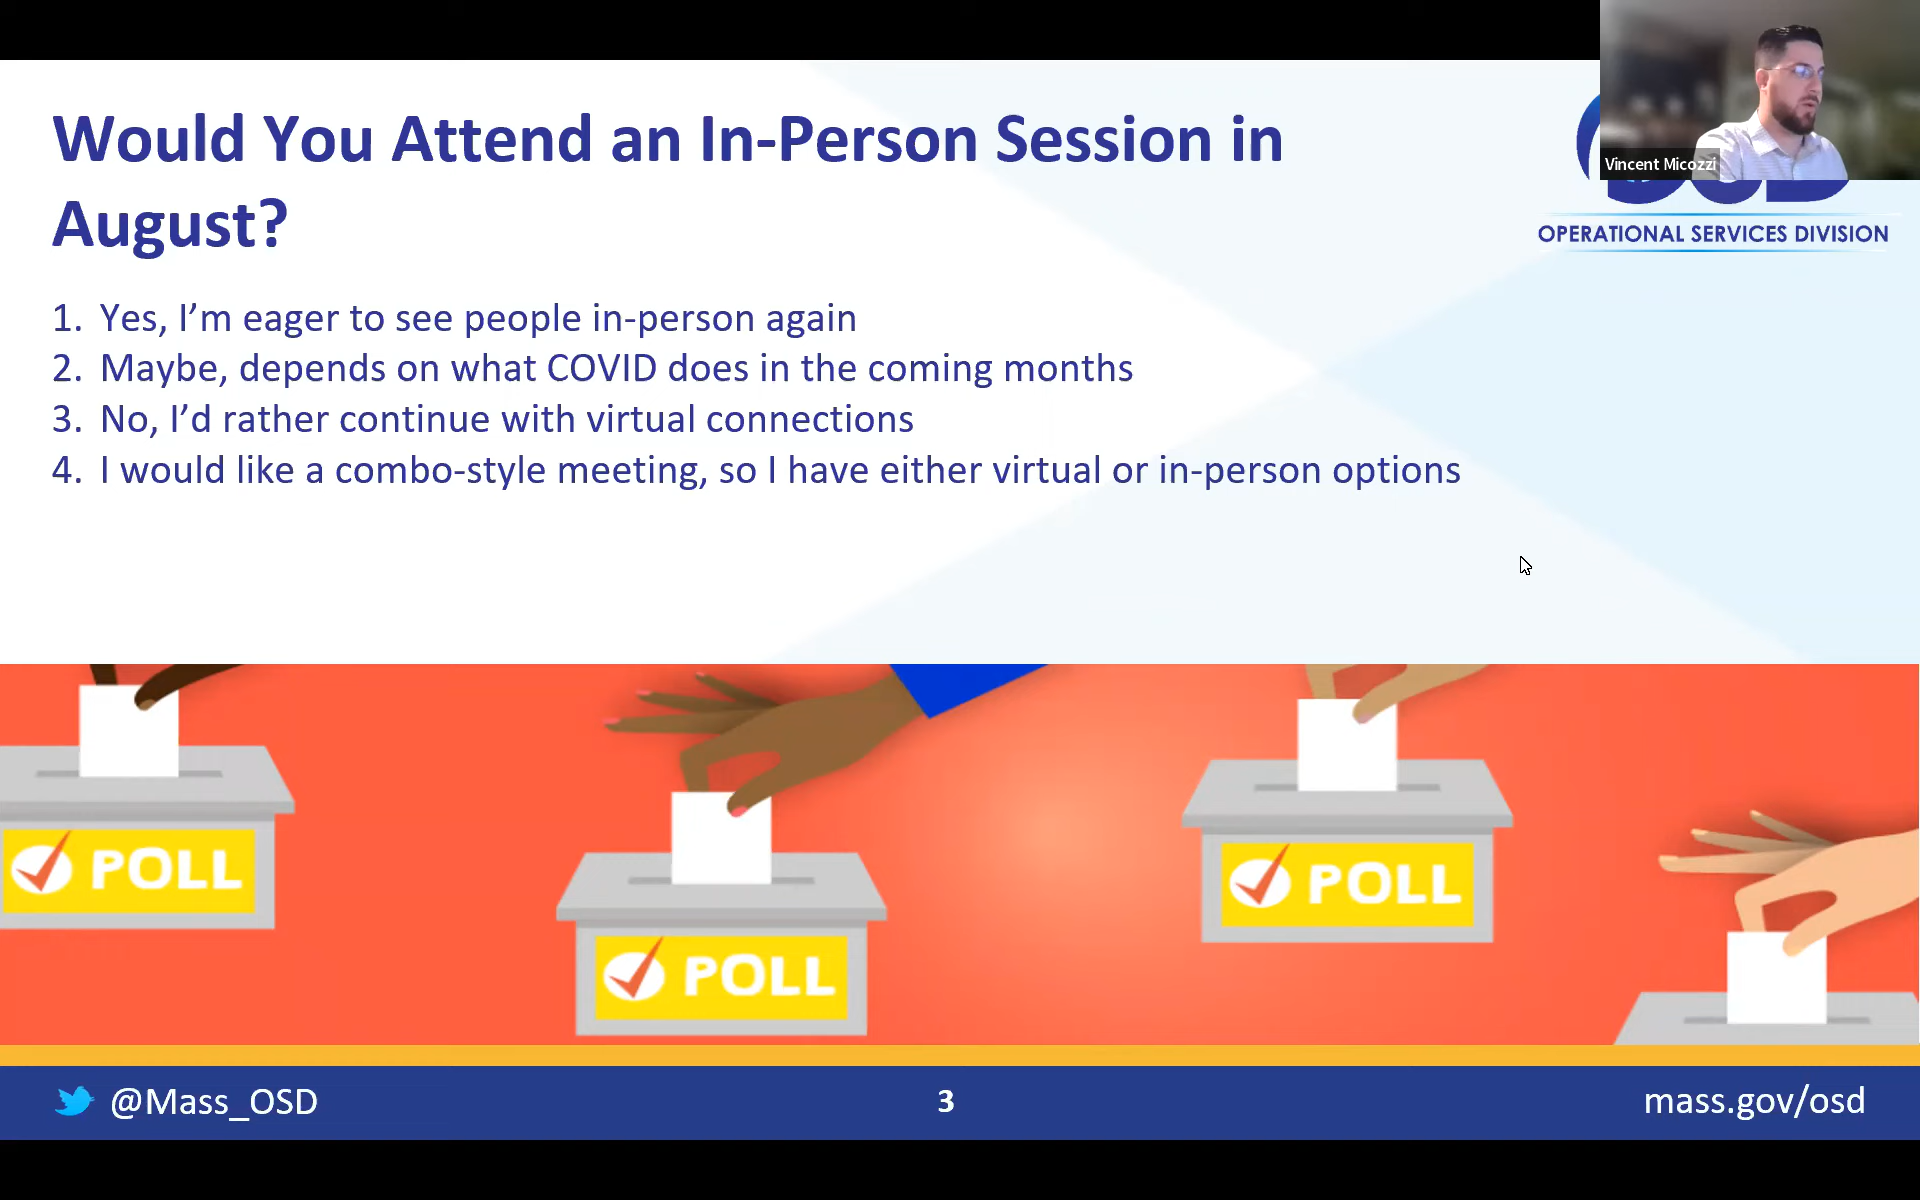 Would You Attend an In-Person Session in
August?
Vincent Micozzi
OPERATIONAL SERVICES DIVISION
1. Yes, I’m eager to see people in-person again
2. Maybe, depends on what COVID does in the coming months
3. No, I’d rather continue with virtual connections
4. I would like a combo-style meeting, so I have either virtual or in-person options
POLL
POLL
POLL
@Mass_OSD
3
mass.gov/osd